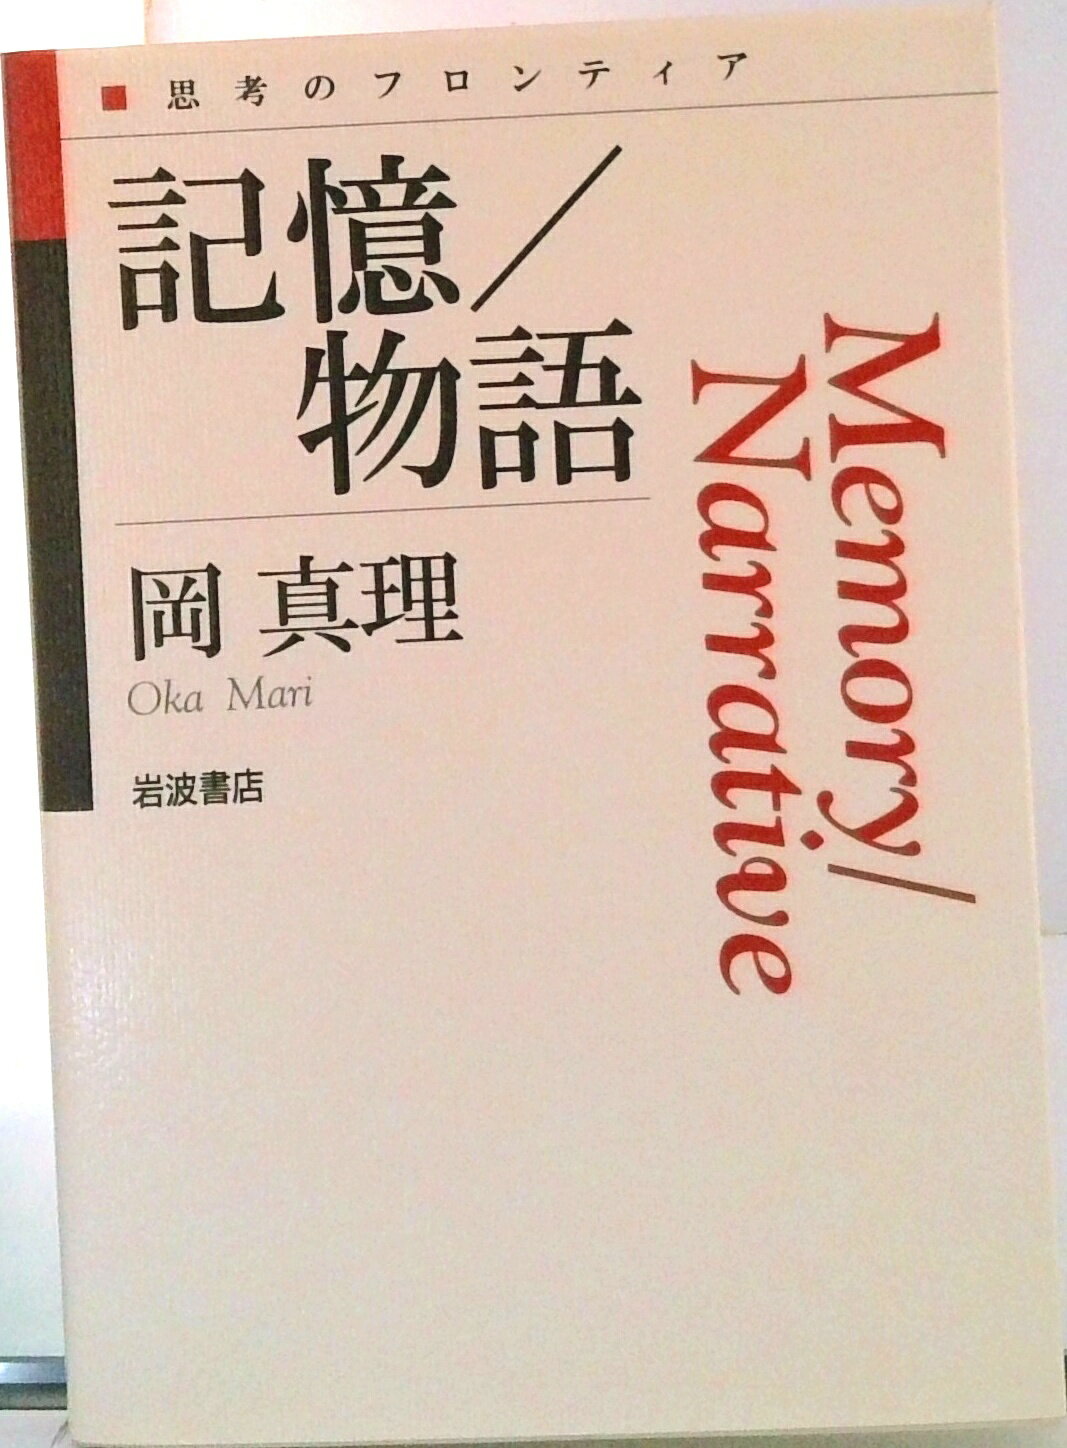 ■ 思考のフロンティア
記憶／
物語
岡 真理
Oka Mari
岩波書店
Memory/
Narrative